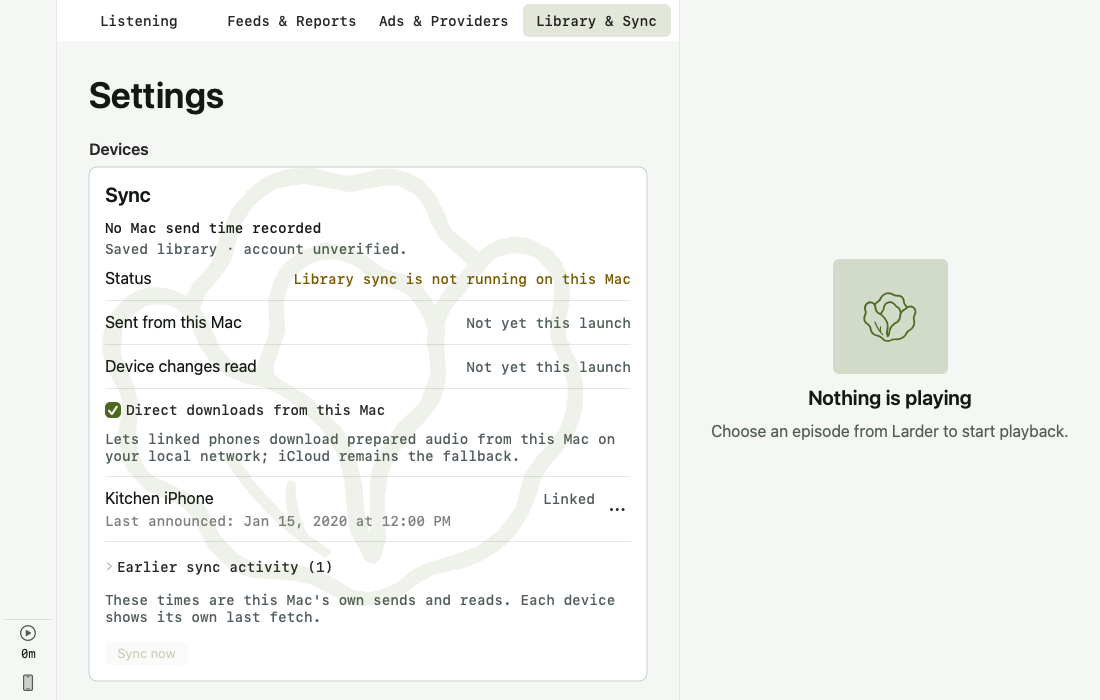 Listening
Feeds & Reports
Ads & Providers
Library & Sync
Settings
Devices
Sync
No Mac send time recorded
Saved library · account unverified.
Status
Library sync is not running on this Mac
Sent from this Mac
Not yet this launch
Device changes read
Not yet this launch
Direct downloads from this Mac
Lets linked phones download prepared audio from this Mac on
your local network; iCloud remains the fallback.
Kitchen iPhone
Linked
...
Last announced: Jan 15, 2020 at 12:00 PM
Earlier sync activity (1)
These times are this Mac's own sends and reads. Each device
shows its own last fetch.
Sync now
0m
Nothing is playing
Choose an episode from Larder to start playback.